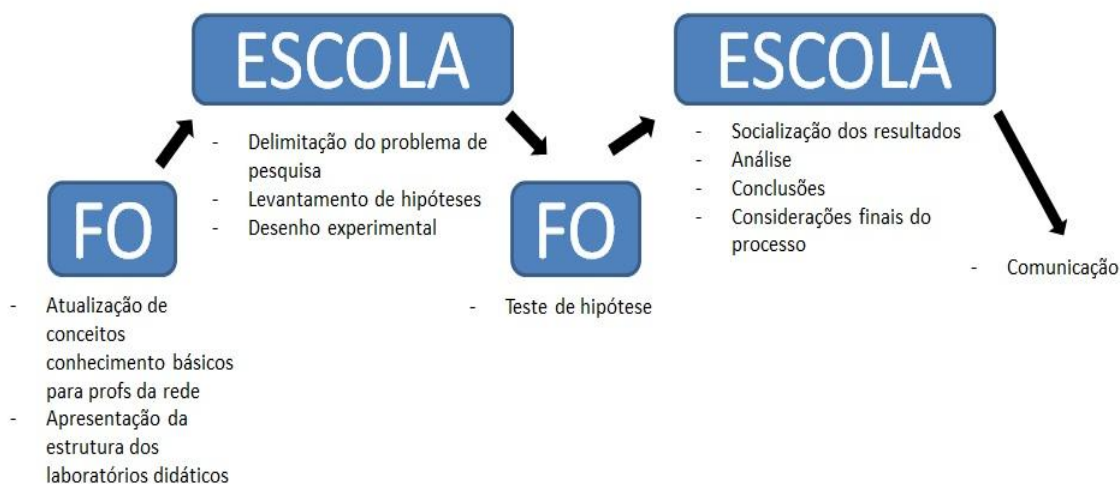 ESCOLA
- Delimitação do problema de
pesquisa
- Levantamento de hipóteses
- Desenho experimental
FO
- Atualização de
conceitos
conhecimento básicos
para profs da rede
- Apresentação da
estrutura dos
laboratórios didáticos
FO
- Teste de hipótese
ESCOLA
- Socialização dos resultados
- Análise
- Conclusões
- Considerações finais do
processo
- Comunicação